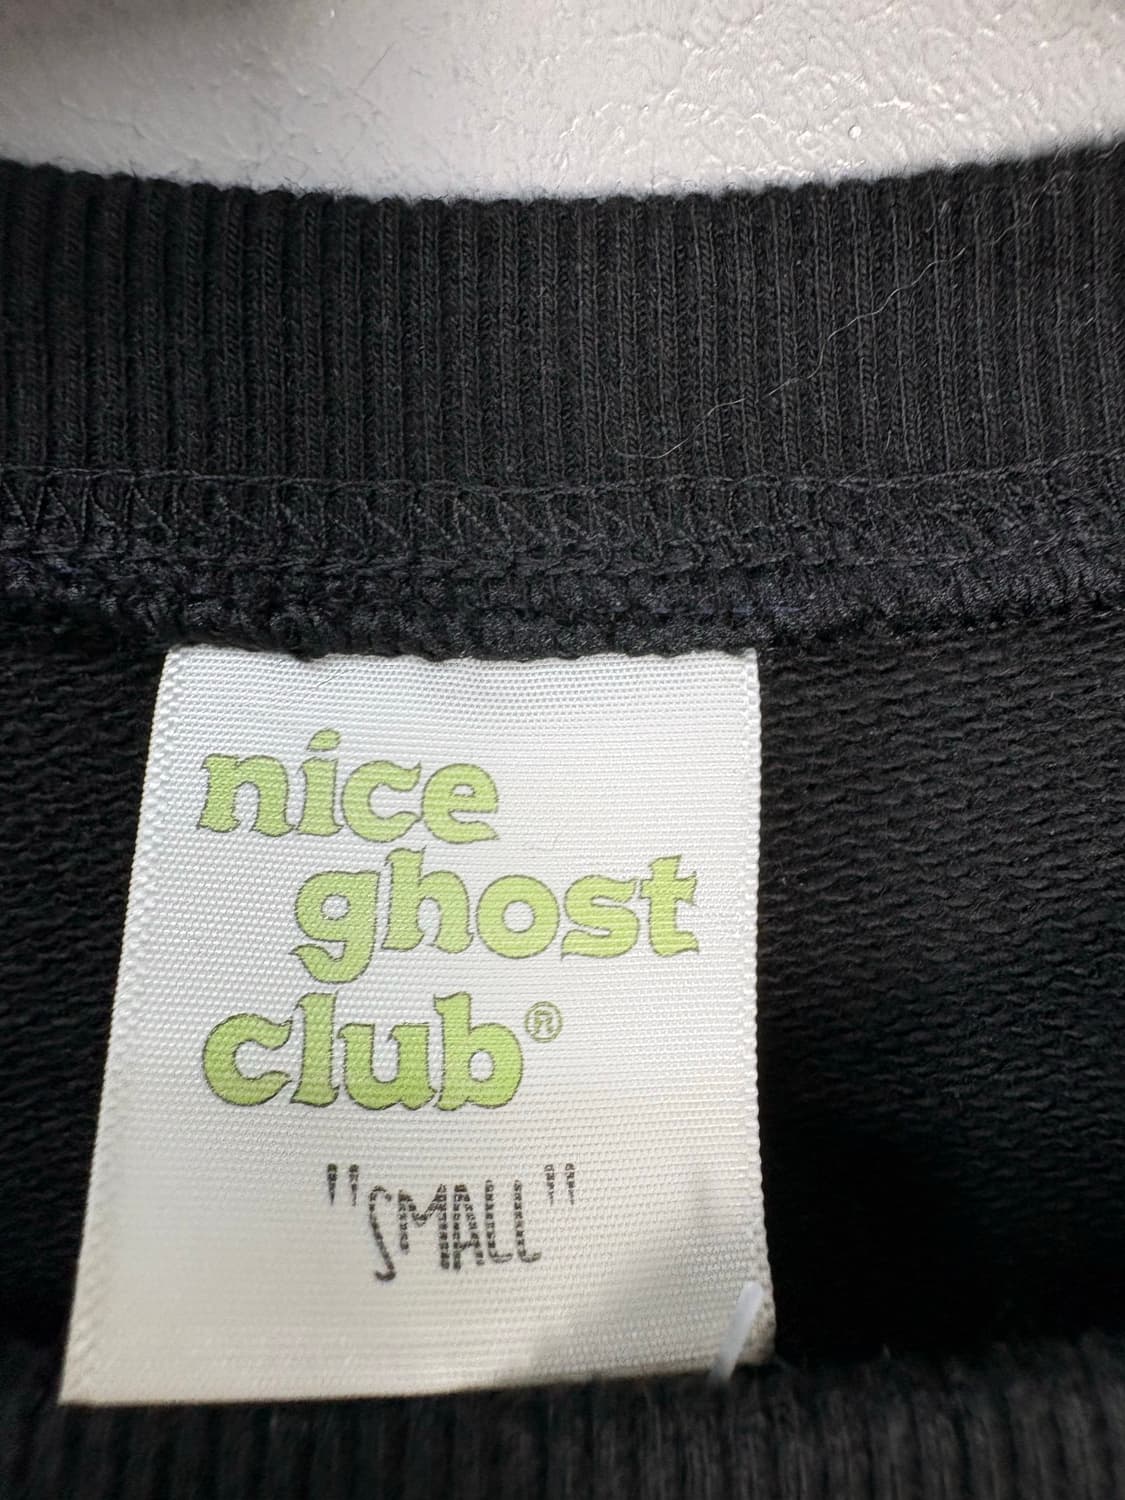 nice
ghost
club®
"SMALL"